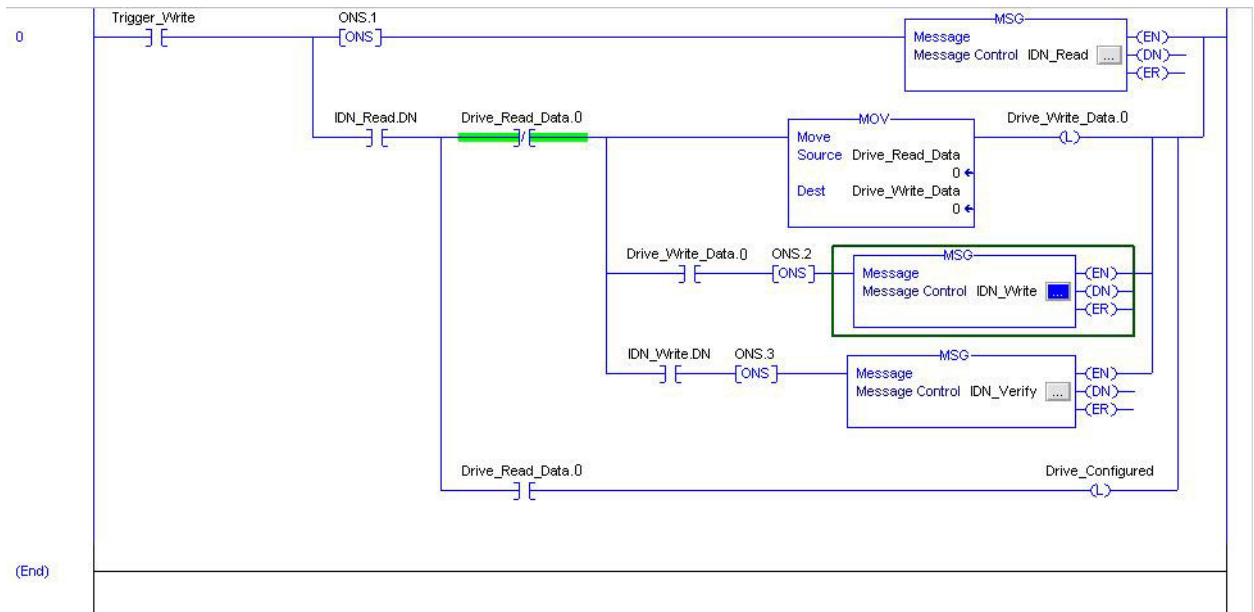 Trigger_Write ONS.1 MSG
0 ONS Message EN
Message Control IDN_Read ... DN
ER
IDN_Read.DN Drive_Read_Data.0 MOV Drive_Write_Data.0
/ Move L
Source Drive_Read_Data
0
Dest Drive_Write_Data
0
Drive_Write_Data.0 ONS.2 MSG
ONS Message EN
Message Control IDN_Write ... DN
ER
IDN_Write.DN ONS.3 MSG
ONS Message EN
Message Control IDN_Verify ... DN
ER
Drive_Read_Data.0 Drive_Configured
L
(End)